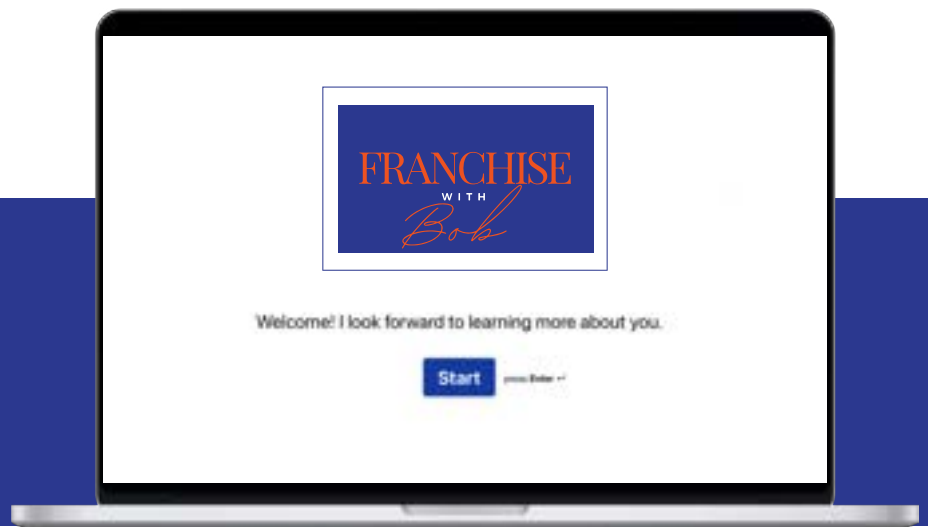 FRANCHISE
WITH
Bob
Welcome! I look forward to learning more about you.
Start
press Enter ↵